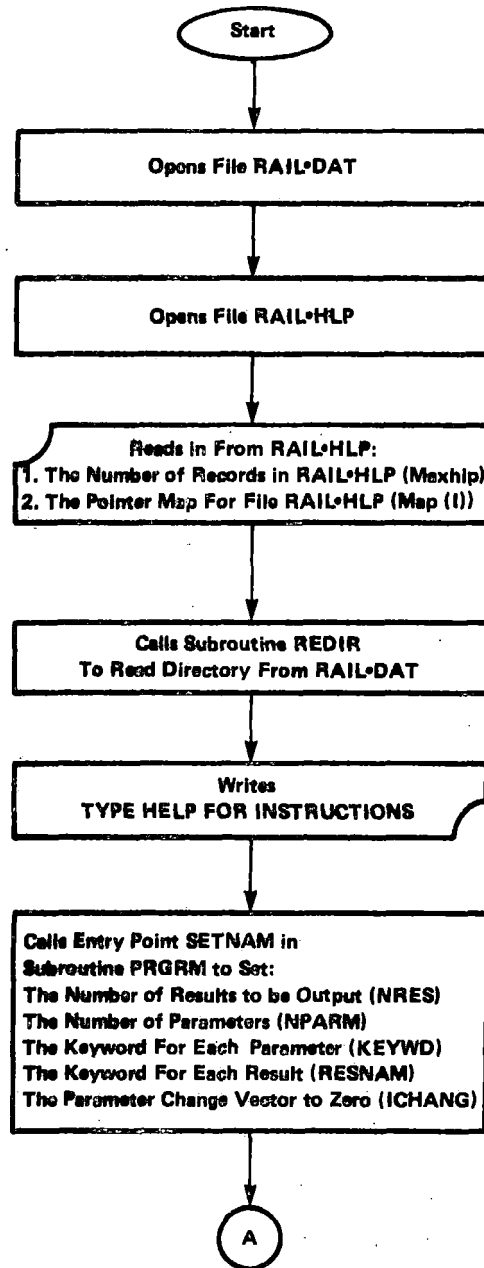 Start
Opens File RAIL•DAT
Opens File RAIL•HLP
Reads in From RAIL•HLP:
1. The Number of Records in RAIL•HLP (Maxhlp)
2. The Pointer Map For File RAIL•HLP (Map (I))
Calls Subroutine REDIR
To Read Directory From RAIL•DAT
Writes
TYPE HELP FOR INSTRUCTIONS
Calls Entry Point SETNAM in
Subroutine PRGRM to Set:
The Number of Results to be Output (NRES)
The Number of Parameters (NPARM)
The Keyword For Each Parameter (KEYWD)
The Keyword For Each Result (RESNAM)
The Parameter Change Vector to Zero (ICHANG)
A